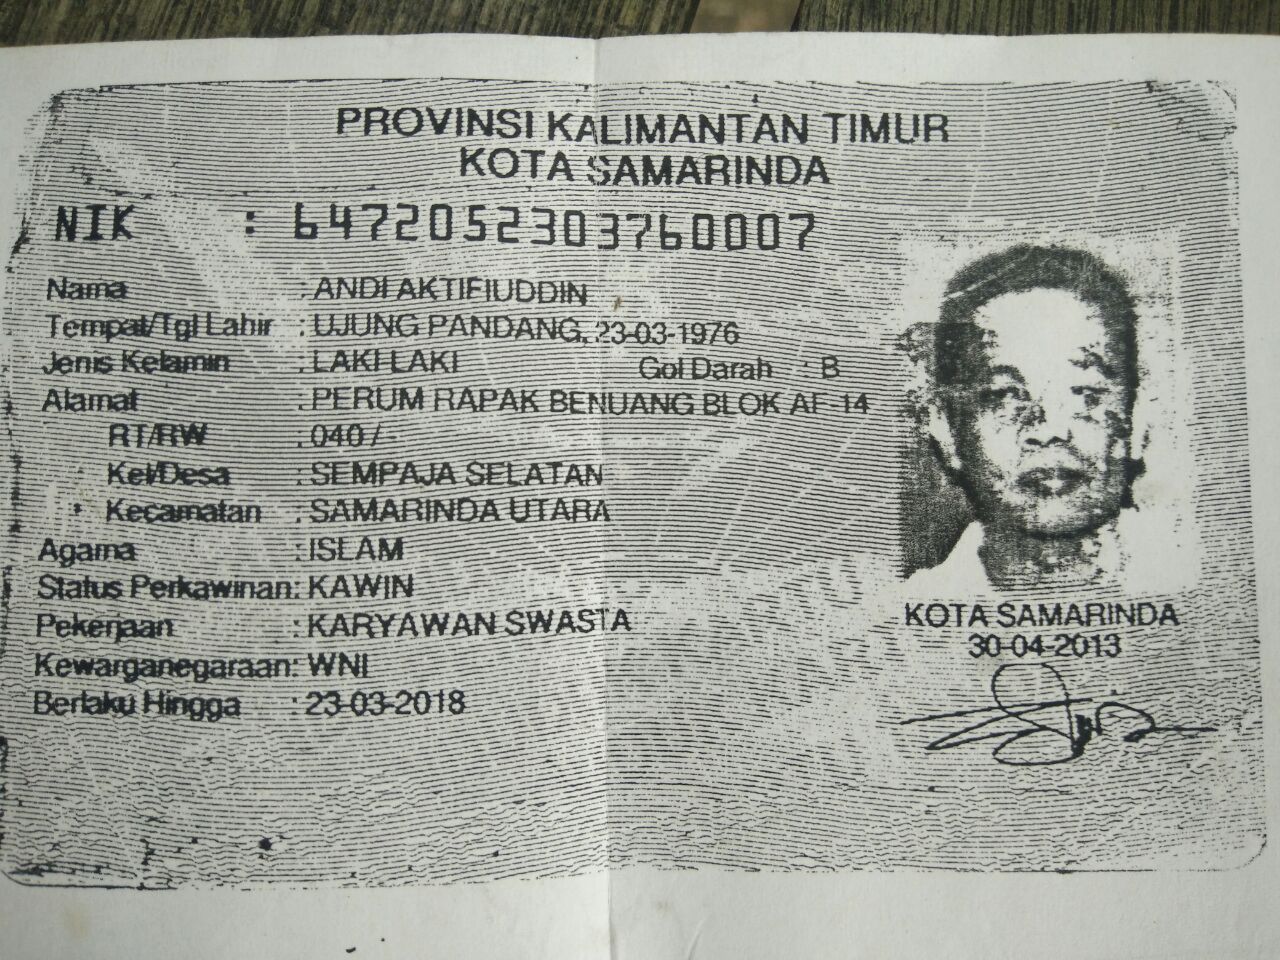 PROVINSI KALIMANTAN TIMUR
KOTA SAMARINDA
NIK : 6472052303760007
Nama : ANDI AKTIFIUDDIN
Tempat/Tgl Lahir : UJUNG PANDANG, 23-03-1976
Jenis Kelamin : LAKI LAKI Gol Darah : B
Alamat : PERUM RAPAK BENUANG BLOK AF-14
RT/RW : 040 / -
Kel/Desa : SEMPAJA SELATAN
Kecamatan : SAMARINDA UTARA
Agama : ISLAM
Status Perkawinan: KAWIN
Pekerjaan : KARYAWAN SWASTA
Kewarganegaraan: WNI
Berlaku Hingga : 23-03-2018
KOTA SAMARINDA
30-04-2013